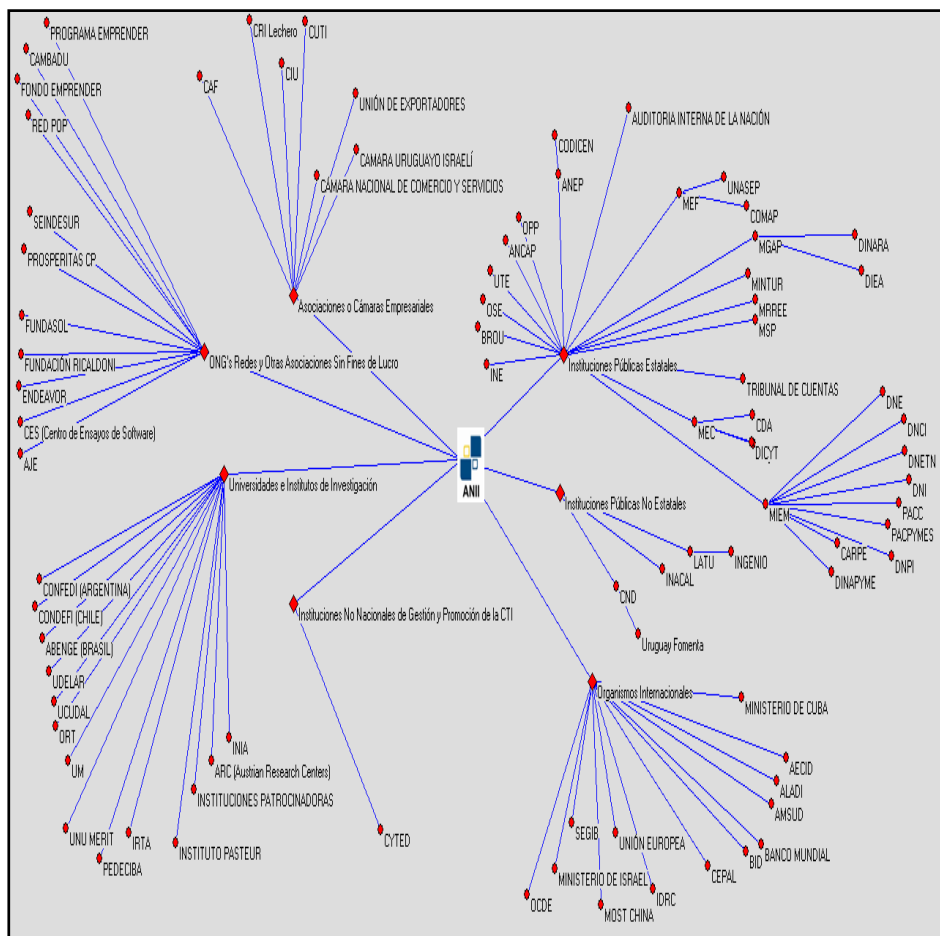 PROGRAMA EMPRENDER
CAMBADU
FONDO EMPRENDER
RED POP
SEINDESUR
PROSPERITAS CP
FUNDASOL
FUNDACIÓN RICALDONI
ENDEAVOR
CES (Centro de Ensayos de Software)
AJE
ONG's Redes y Otras Asociaciones Sin Fines de Lucro
CRI Lechero
CUTI
CIU
CAF
UNIÓN DE EXPORTADORES
CAMARA URUGUAYO ISRAELÍ
CÁMARA NACIONAL DE COMERCIO Y SERVICIOS
Asociaciones o Cámaras Empresariales
AUDITORIA INTERNA DE LA NACIÓN
CODICEN
ANEP
OPP
ANCAP
UTE
OSE
BROU
INE
Instituciones Públicas Estatales
MEF
UNASEP
COMAP
MGAP
DINARA
DIEA
MINTUR
MRREE
MSP
TRIBUNAL DE CUENTAS
MEC
CDA
DICYT
MIEM
DNE
DNCI
DNETN
DNI
PACC
PACPYMES
DNPI
CARPE
DINAPYME
ANII
Instituciones Públicas No Estatales
LATU
INGENIO
INACAL
CND
Uruguay Fomenta
Universidades e Institutos de Investigación
CONFEDI (ARGENTINA)
CONDEFI (CHILE)
ABENGE (BRASIL)
UDELAR
UCUDAL
ORT
UM
UNU MERIT
PEDECIBA
IRTA
INSTITUTO PASTEUR
INSTITUCIONES PATROCINADORAS
ARC (Austrian Research Centers)
INIA
Instituciones No Nacionales de Gestión y Promoción de la CTI
CYTED
Organismos Internacionales
MINISTERIO DE CUBA
AECID
ALADI
AMSUD
BANCO MUNDIAL
BID
CEPAL
IDRC
UNIÓN EUROPEA
MOST CHINA
SEGIB
MINISTERIO DE ISRAEL
OCDE